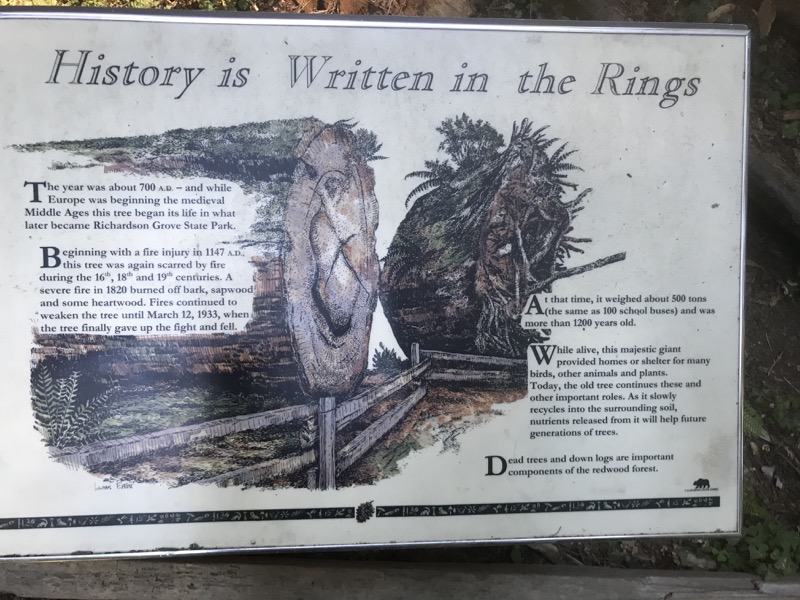 History is Written in the Rings
The year was about 700 A.D. – and while
Europe was beginning the medieval
Middle Ages this tree began its life in what
later became Richardson Grove State Park.
Beginning with a fire injury in 1147 A.D.,
this tree was again scarred by fire
during the 16th, 18th and 19th centuries. A
severe fire in 1820 burned off bark, sapwood
and some heartwood. Fires continued to
weaken the tree until March 12, 1933, when
the tree finally gave up the fight and fell.
At that time, it weighed about 500 tons
(the same as 100 school buses) and was
more than 1200 years old.
While alive, this majestic giant
provided homes or shelter for many
birds, other animals and plants.
Today, the old tree continues these and
other important roles. As it slowly
recycles into the surrounding soil,
nutrients released from it will help future
generations of trees.
Dead trees and down logs are important
components of the redwood forest.